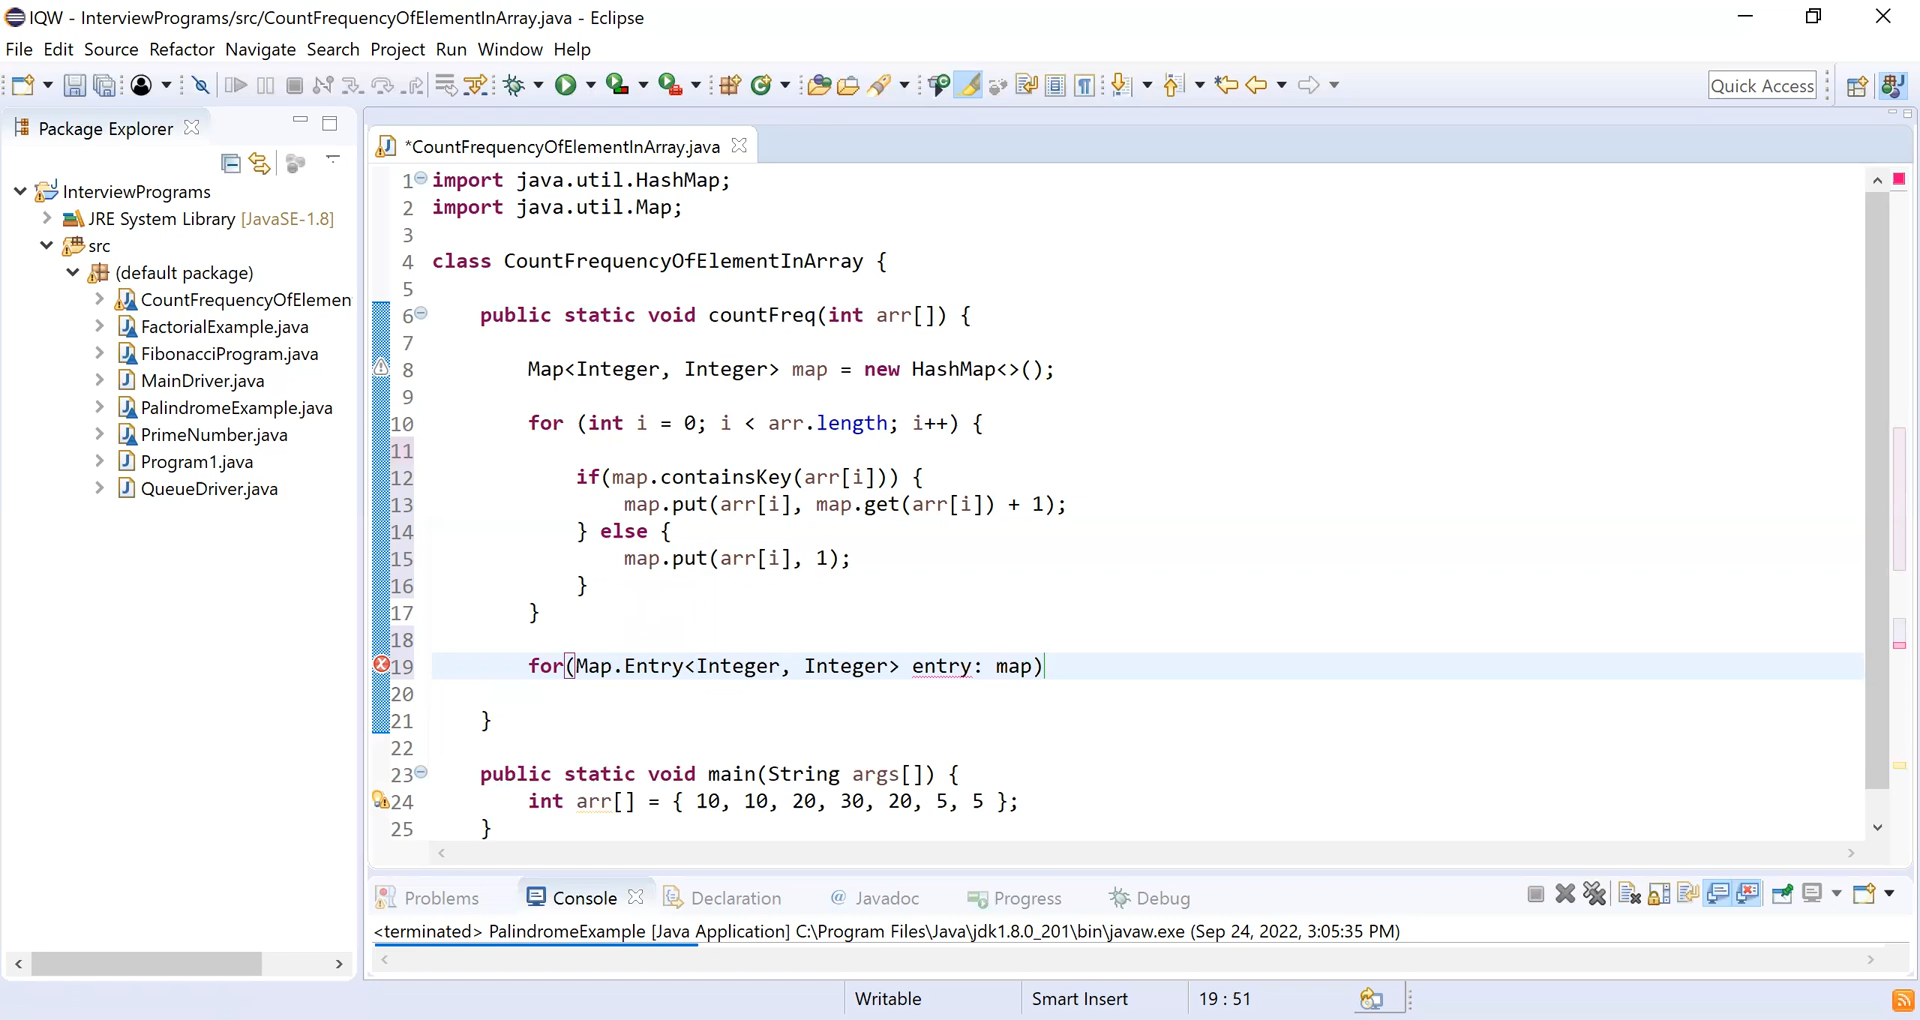 IQW - InterviewPrograms/src/CountFrequencyOfElementInArray.java - Eclipse
File Edit Source Refactor Navigate Search Project Run Window Help
Quick Access
Package Explorer
InterviewPrograms
JRE System Library [JavaSE-1.8]
src
(default package)
CountFrequencyOfElemen
FactorialExample.java
FibonacciProgram.java
MainDriver.java
PalindromeExample.java
PrimeNumber.java
Program1.java
QueueDriver.java
*CountFrequencyOfElementInArray.java
1 import java.util.HashMap;
2 import java.util.Map;
3
4 class CountFrequencyOfElementInArray {
5
6 public static void countFreq(int arr[]) {
7
8 Map<Integer, Integer> map = new HashMap<>();
9
10 for (int i = 0; i < arr.length; i++) {
11
12 if(map.containsKey(arr[i])) {
13 map.put(arr[i], map.get(arr[i]) + 1);
14 } else {
15 map.put(arr[i], 1);
16 }
17 }
18
19 for(Map.Entry<Integer, Integer> entry: map)
20
21 }
22
23 public static void main(String args[]) {
24 int arr[] = { 10, 10, 20, 30, 20, 5, 5 };
25 }
Problems Console Declaration @ Javadoc Progress Debug
<terminated> PalindromeExample [Java Application] C:\Program Files\Java\jdk1.8.0_201\bin\javaw.exe (Sep 24, 2022, 3:05:35 PM)
Writable Smart Insert 19 : 51